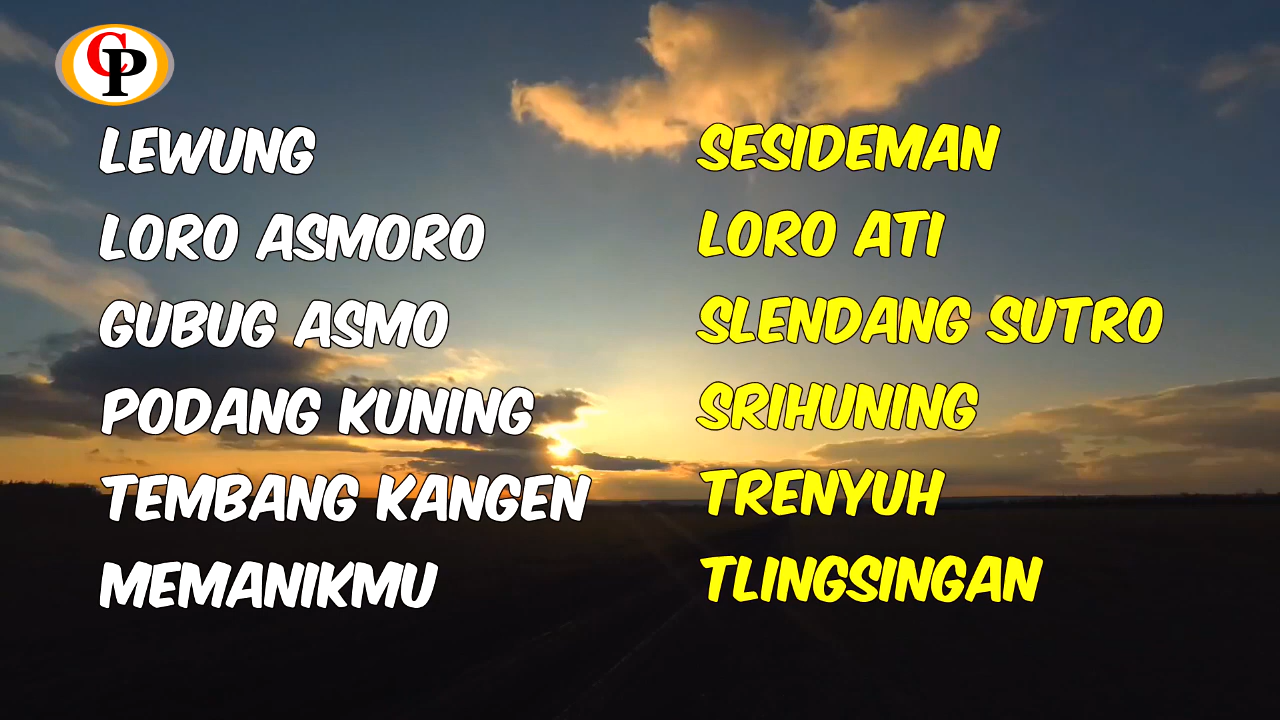 CP
LEWUNG
LORO ASMORO
GUBUG ASMO
PODANG KUNING
TEMBANG KANGEN
MEMANIKMU
SESIDEMAN
LORO ATI
SLENDANG SUTRO
SRIHUNING
TRENYUH
TLINGSINGAN